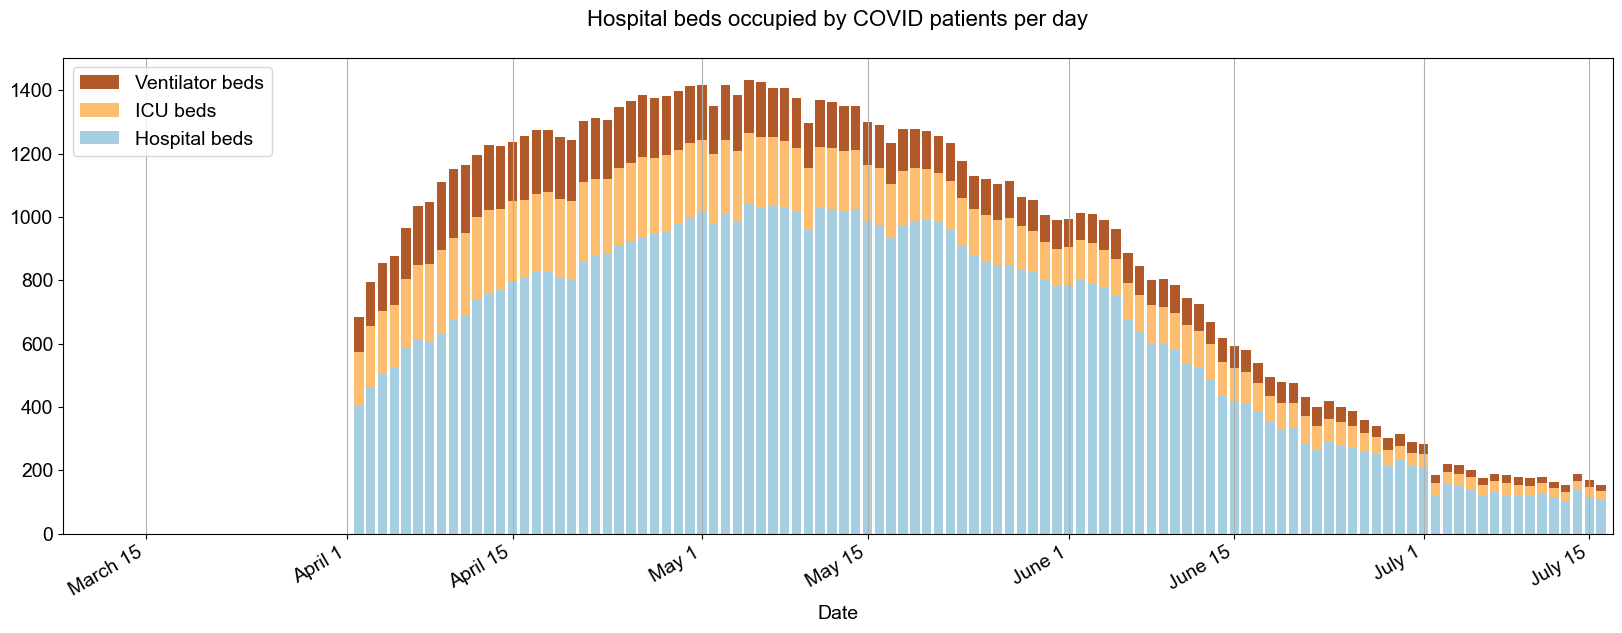 Hospital beds occupied by COVID patients per day
Ventilator beds
ICU beds
Hospital beds
1400
1200
1000
800
600
400
200
0
March 15
April 1
April 15
May 1
May 15
June 1
June 15
July 1
July 15
Date